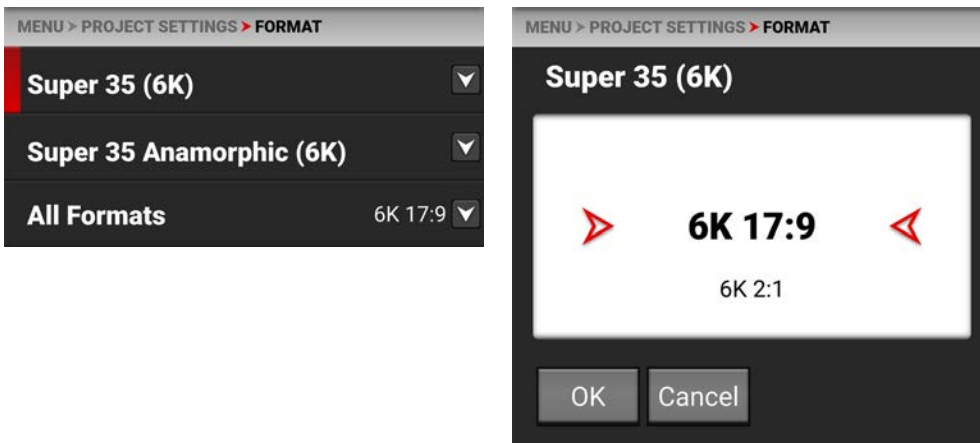 MENU > PROJECT SETTINGS > FORMAT
Super 35 (6K)
Super 35 Anamorphic (6K)
All Formats 6K 17:9
MENU > PROJECT SETTINGS > FORMAT
Super 35 (6K)
6K 17:9
6K 2:1
OK Cancel